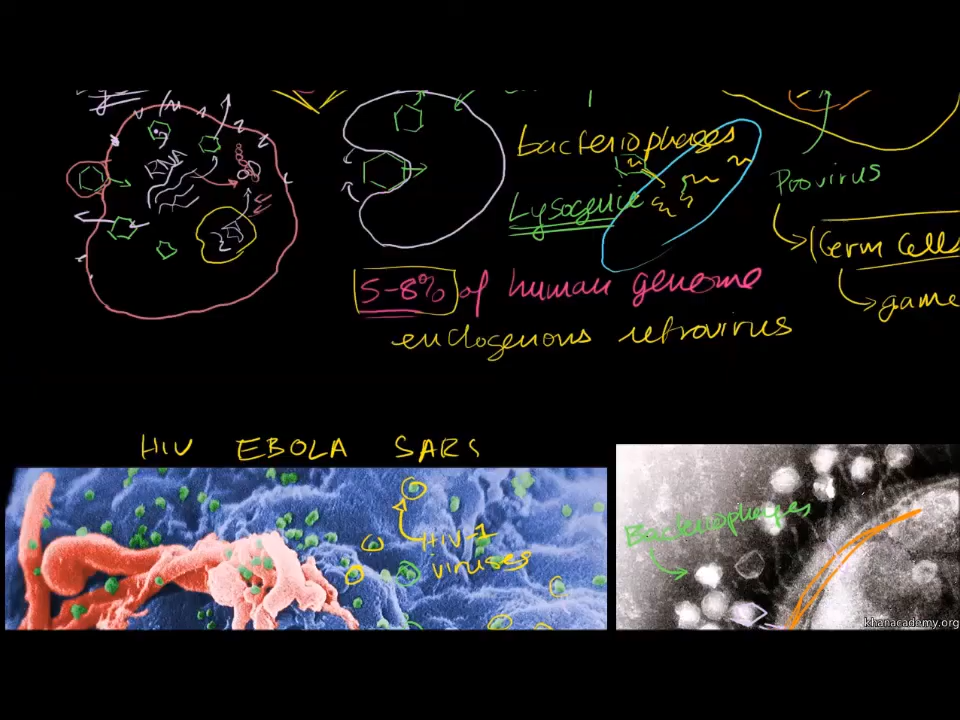 bacteriophages
Lysogenic
Provirus
Germ Cells
game
5-8% of human genome
endogenous retrovirus
HIV EBOLA SARS
HIV-1
viruses
Bacteriophages
khanacademy.org